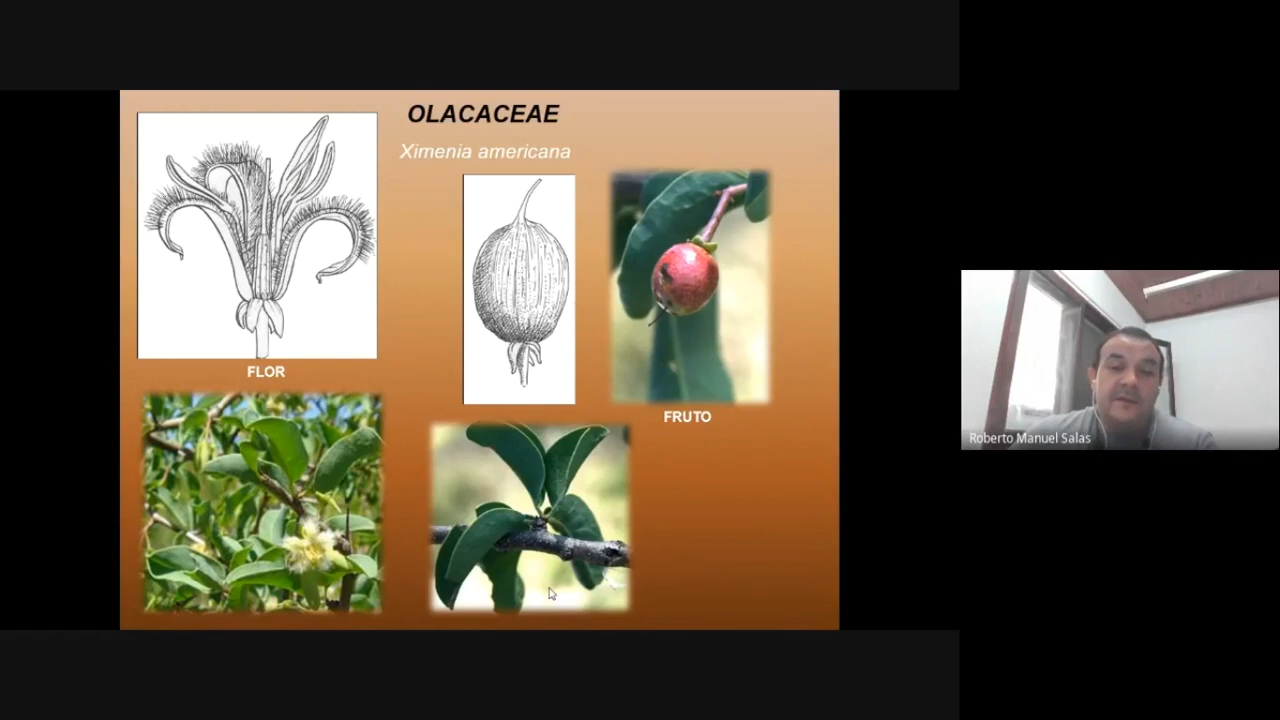 OLACACEAE
Ximenia americana
FLOR
FRUTO
Roberto Manuel Salas